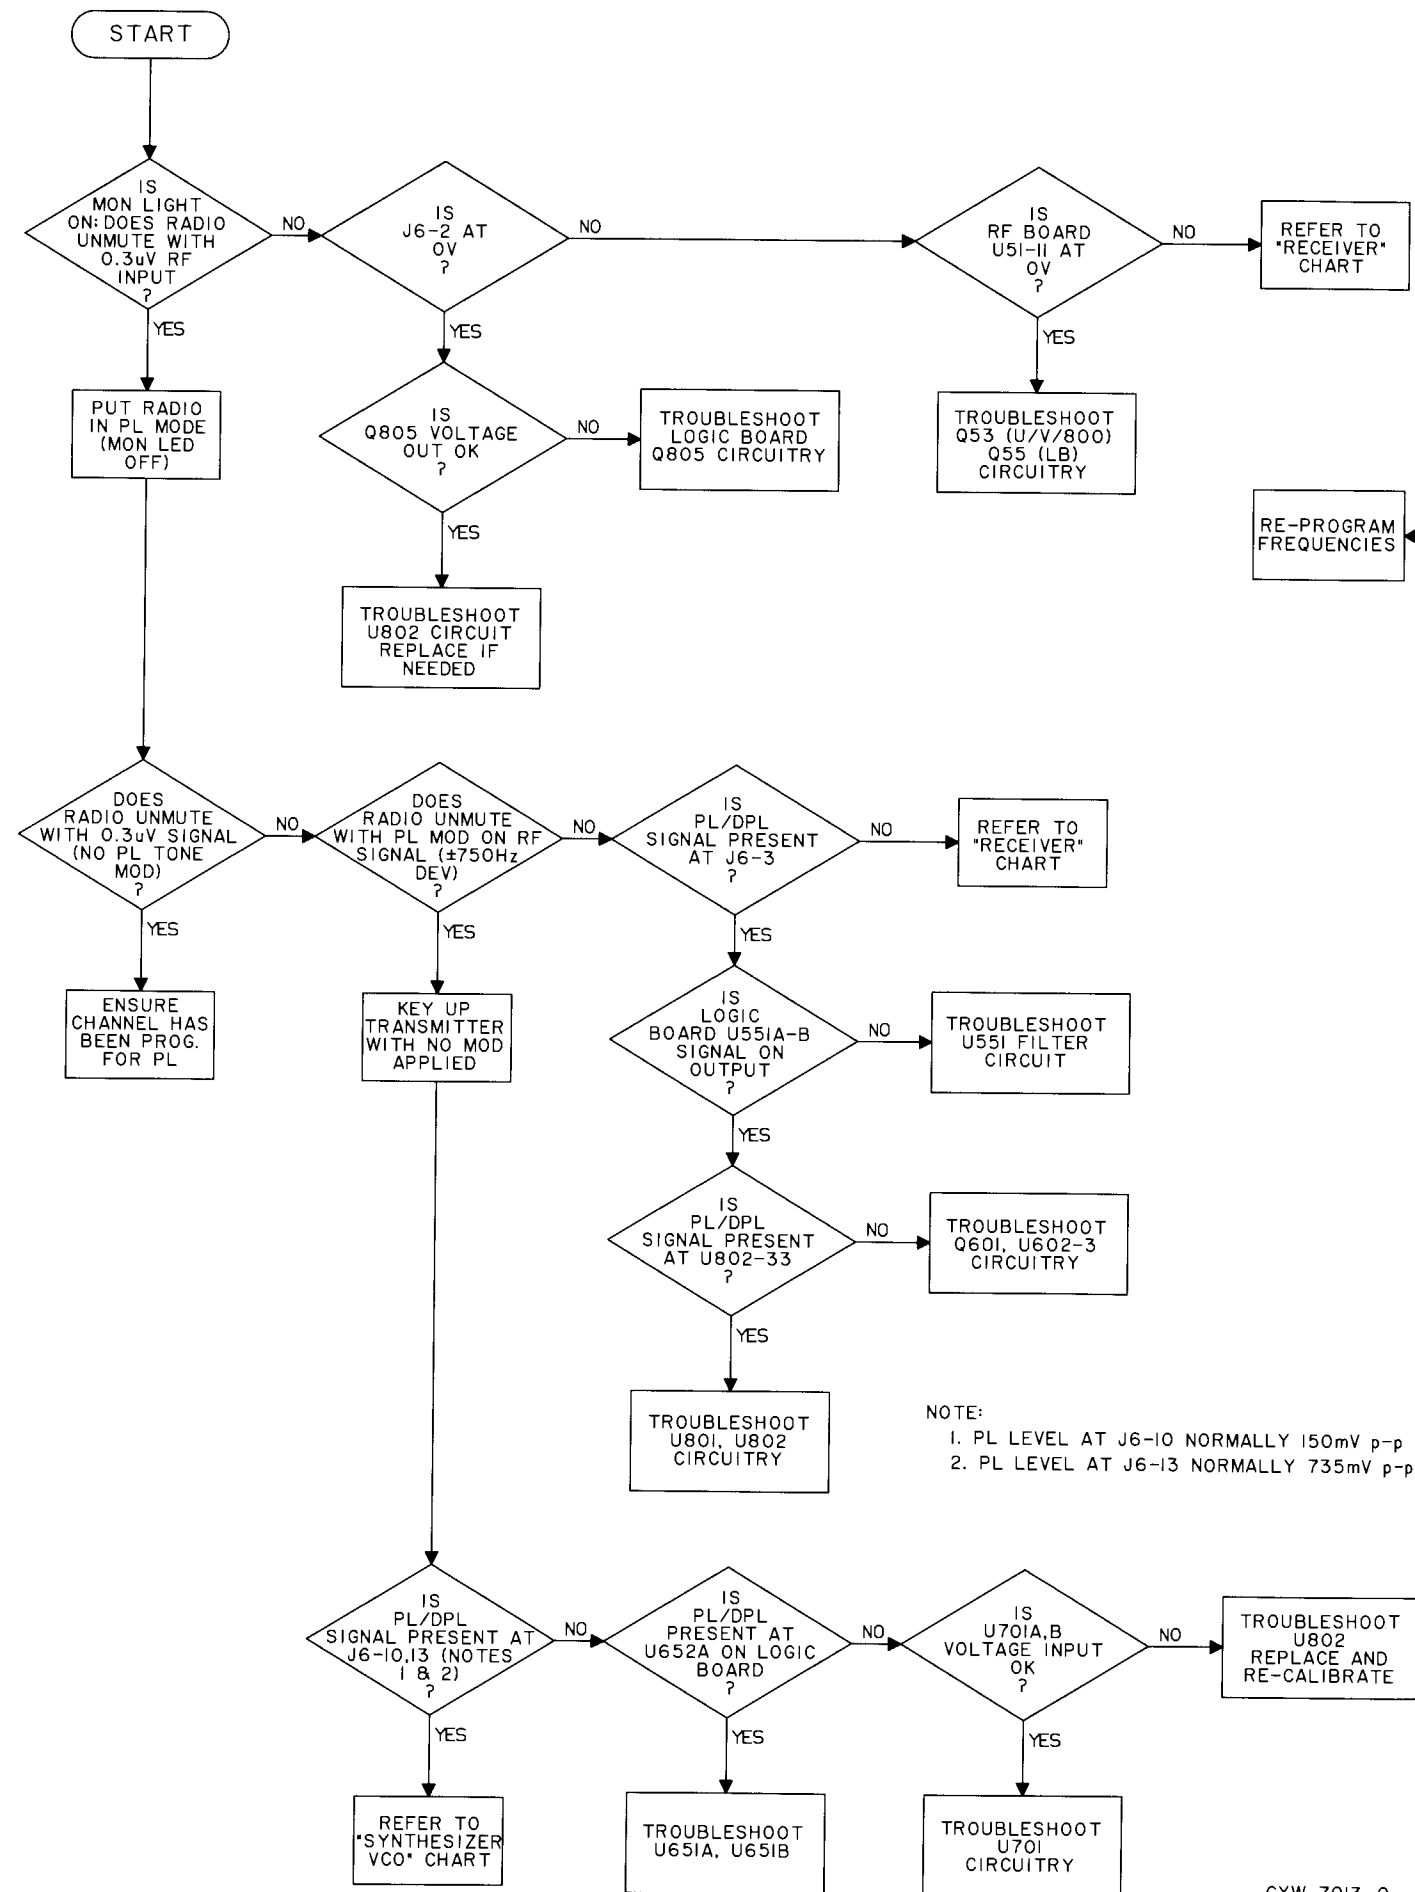 START
IS
MON LIGHT
ON: DOES RADIO
UNMUTE WITH
0.3uV RF
INPUT
?
NO
YES
IS
J6-2 AT
0V
?
NO
YES
IS
RF BOARD
U51-11 AT
0V
?
NO
YES
REFER TO
"RECEIVER"
CHART
PUT RADIO
IN PL MODE
(MON LED
OFF)
IS
Q805 VOLTAGE
OUT OK
?
NO
YES
TROUBLESHOOT
LOGIC BOARD
Q805 CIRCUITRY
TROUBLESHOOT
Q53 (U/V/800)
Q55 (LB)
CIRCUITRY
RE-PROGRAM
FREQUENCIES
TROUBLESHOOT
U802 CIRCUIT
REPLACE IF
NEEDED
DOES
RADIO UNMUTE
WITH 0.3uV SIGNAL
(NO PL TONE
MOD)
?
NO
YES
DOES
RADIO UNMUTE
WITH PL MOD ON RF
SIGNAL (±750Hz
DEV)
?
NO
YES
IS
PL/DPL
SIGNAL PRESENT
AT J6-3
?
NO
YES
REFER TO
"RECEIVER"
CHART
ENSURE
CHANNEL HAS
BEEN PROG.
FOR PL
KEY UP
TRANSMITTER
WITH NO MOD
APPLIED
IS
LOGIC
BOARD U551A-B
SIGNAL ON
OUTPUT
?
NO
YES
TROUBLESHOOT
U551 FILTER
CIRCUIT
IS
PL/DPL
SIGNAL PRESENT
AT U802-33
?
NO
YES
TROUBLESHOOT
Q601, U602-3
CIRCUITRY
TROUBLESHOOT
U801, U802
CIRCUITRY
NOTE:
1. PL LEVEL AT J6-10 NORMALLY 150mV p-p
2. PL LEVEL AT J6-13 NORMALLY 735mV p-p
IS
PL/DPL
SIGNAL PRESENT AT
J6-10,13 (NOTES
1 & 2)
?
NO
YES
IS
PL/DPL
PRESENT AT
U652A ON LOGIC
BOARD
?
NO
YES
IS
U701A,B
VOLTAGE INPUT
OK
?
NO
YES
TROUBLESHOOT
U802
REPLACE AND
RE-CALIBRATE
REFER TO
"SYNTHESIZER
VCO" CHART
TROUBLESHOOT
U651A, U651B
TROUBLESHOOT
U701
CIRCUITRY